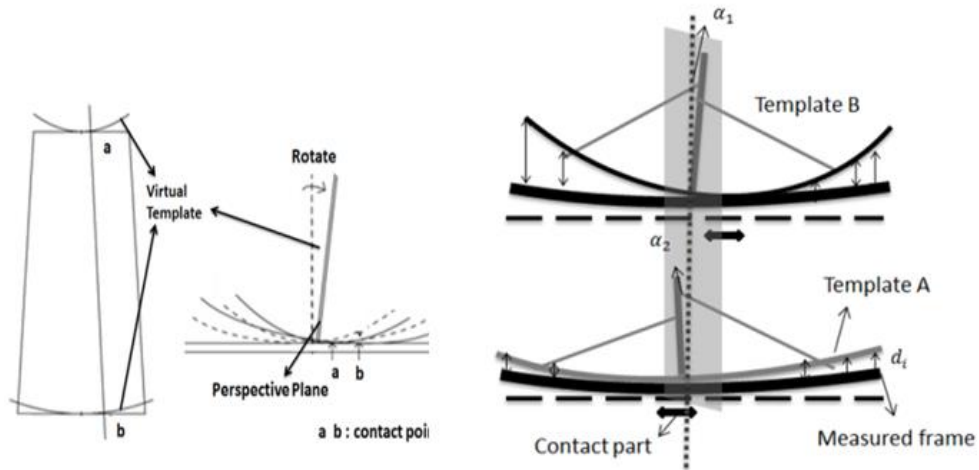 a
Virtual
Template
b
Rotate
a
b
Perspective Plane
a b : contact poi
α₁
Template B
α₂
Template A
dᵢ
Contact part
Measured frame